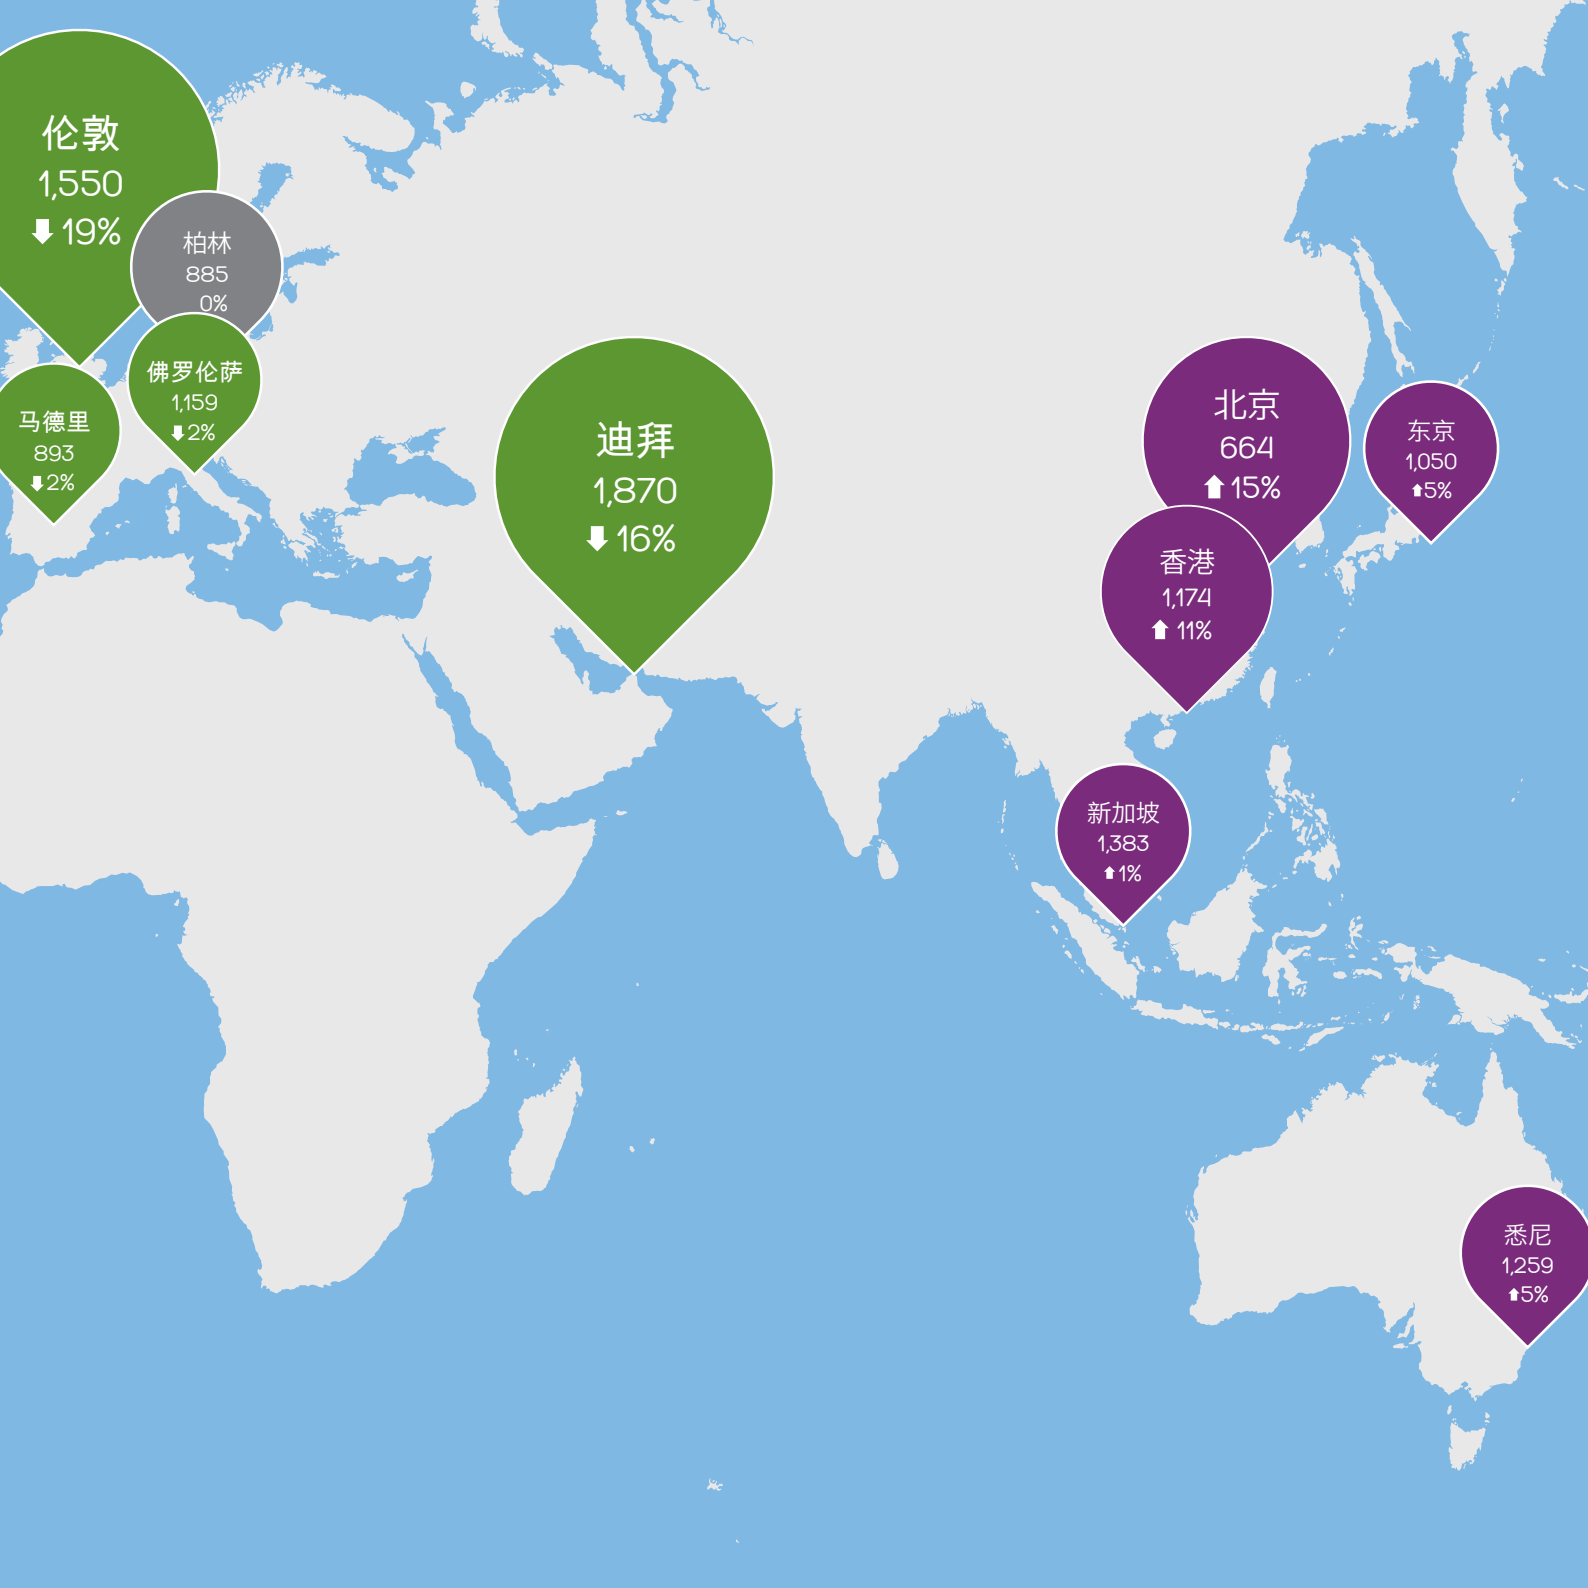 伦敦
1,550
19%
柏林
885
0%
佛罗伦萨
1,159
2%
马德里
893
2%
迪拜
1,870
16%
北京
664
15%
东京
1,050
5%
香港
1,174
11%
新加坡
1,383
1%
悉尼
1,259
5%